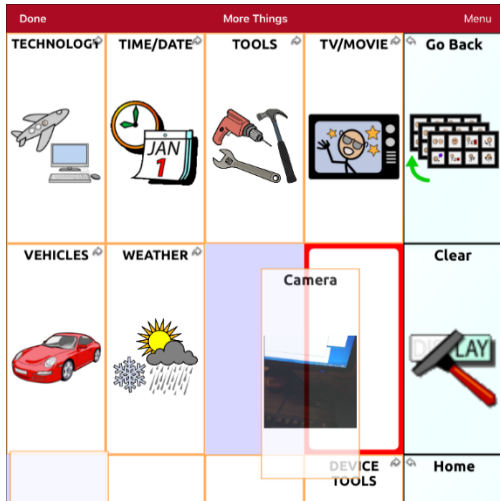 Done
More Things
Menu
TECHNOLOGY
TIME/DATE
TOOLS
TV/MOVIE
Go Back
JAN
1
VEHICLES
WEATHER
Camera
Clear
LAY
DEVICE
TOOLS
Home